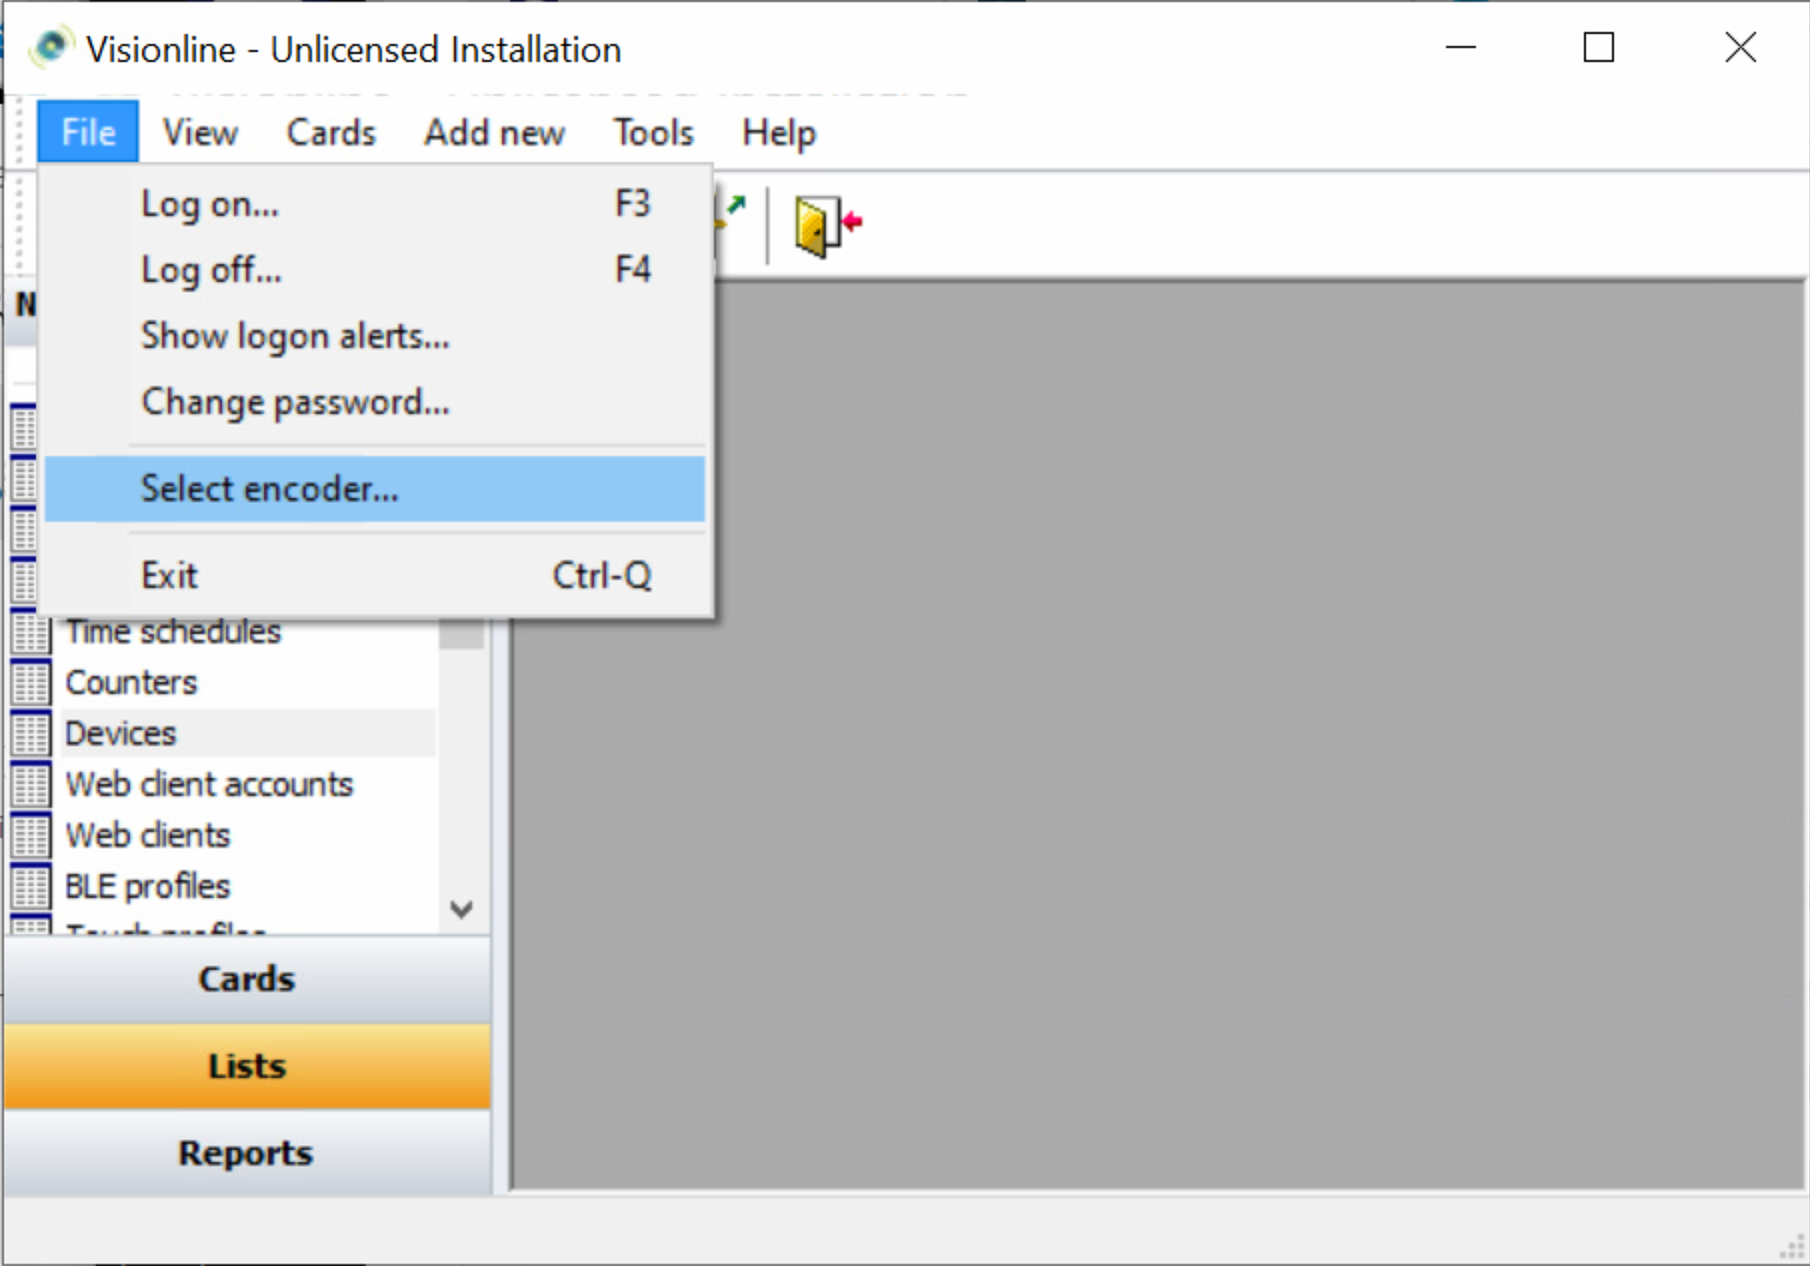 Visionline - Unlicensed Installation
File View Cards Add new Tools Help
Log on... F3
Log off... F4
Show logon alerts...
Change password...
Select encoder...
Exit Ctrl-Q
Time schedules
Counters
Devices
Web client accounts
Web clients
BLE profiles
Touch profiles
Cards
Lists
Reports